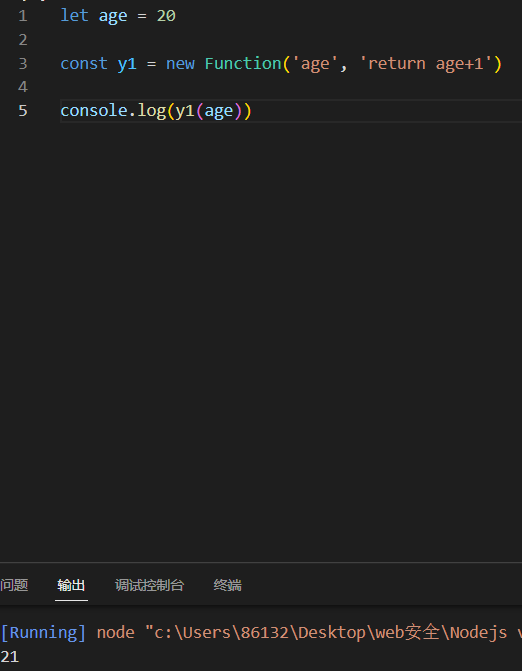 1 let age = 20
2
3 const y1 = new Function('age', 'return age+1')
4
5 console.log(y1(age))
问题 输出 调试控制台 终端
[Running] node "c:\Users\86132\Desktop\web安全\Nodejs v
21